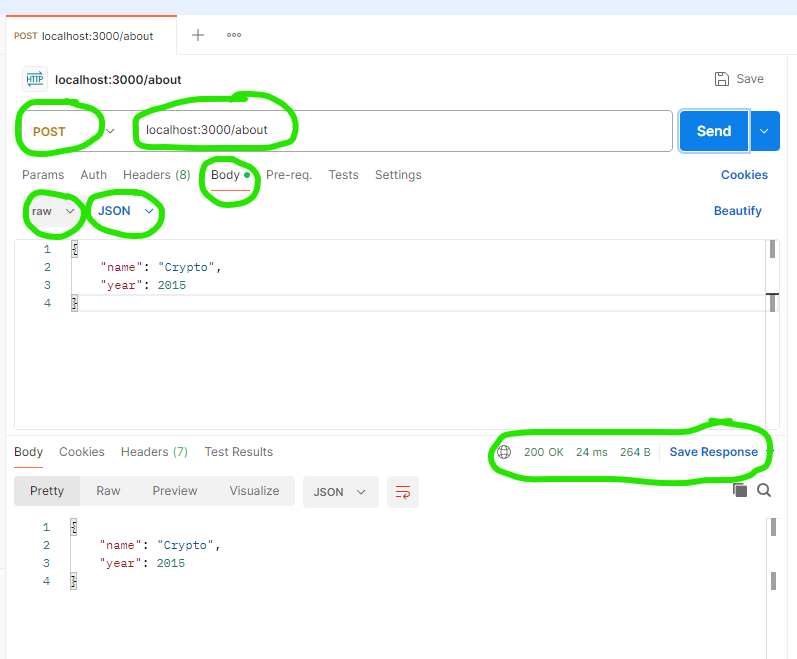 POST localhost:3000/about
HTTP localhost:3000/about Save
POST localhost:3000/about Send
Params Auth Headers (8) Body Pre-req. Tests Settings Cookies
raw JSON Beautify
1 {
2 "name": "Crypto",
3 "year": 2015
4 }
Body Cookies Headers (7) Test Results 200 OK 24 ms 264 B Save Response
Pretty Raw Preview Visualize JSON
1 {
2 "name": "Crypto",
3 "year": 2015
4 }